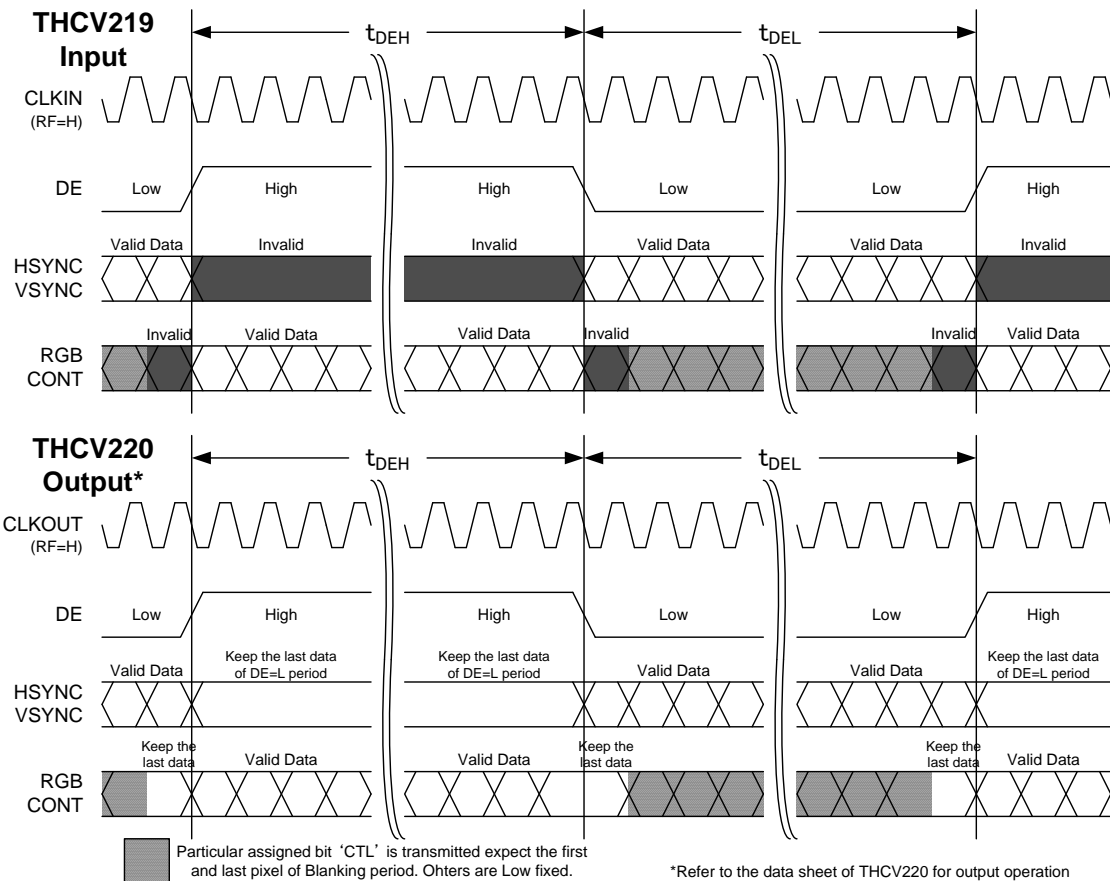 THCV219
Input
tDEH
tDEL
CLKIN
(RF=H)
DE
Low
High
High
Low
Low
High
Valid Data
Invalid
Invalid
Valid Data
Valid Data
Invalid
HSYNC
VSYNC
Invalid
Valid Data
Valid Data
Invalid
Invalid
Valid Data
RGB
CONT
THCV220
Output*
tDEH
tDEL
CLKOUT
(RF=H)
DE
Low
High
High
Low
Low
High
Valid Data
Keep the last data
of DE=L period
Keep the last data
of DE=L period
Valid Data
Valid Data
Keep the last data
of DE=L period
HSYNC
VSYNC
Keep the
last data
Valid Data
Valid Data
Keep the
last data
Keep the
last data
Valid Data
RGB
CONT
Particular assigned bit ‘CTL’ is transmitted expect the first
and last pixel of Blanking period. Ohters are Low fixed.
*Refer to the data sheet of THCV220 for output operation